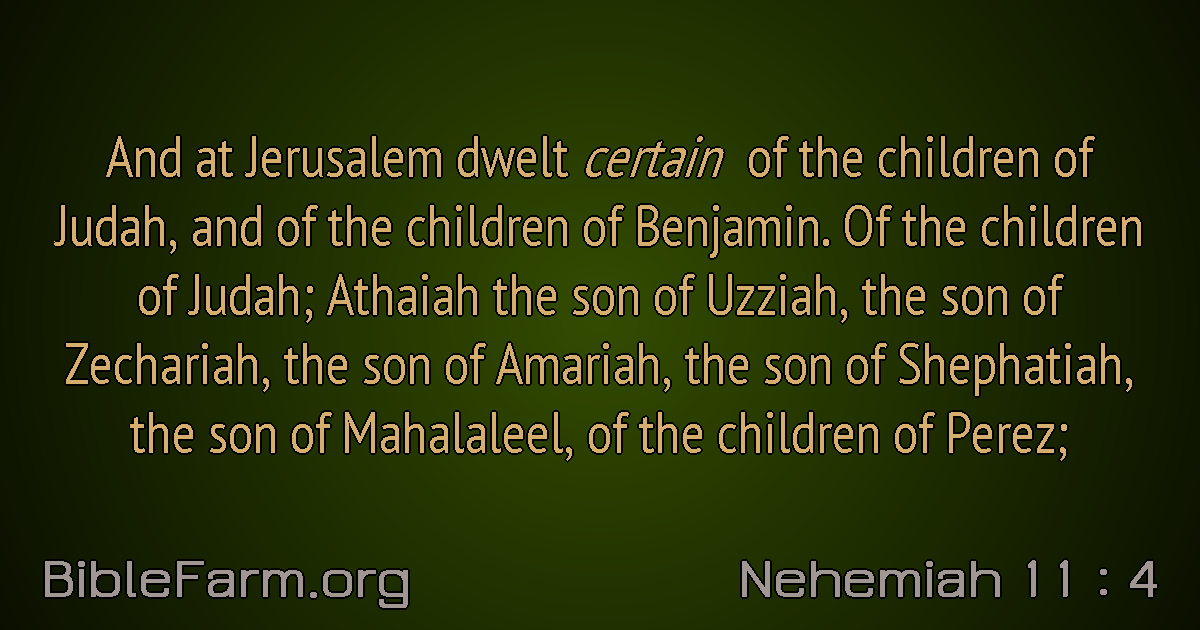 And at Jerusalem dwelt certain of the children of
Judah, and of the children of Benjamin. Of the children
of Judah; Athaiah the son of Uzziah, the son of
Zechariah, the son of Amariah, the son of Shephatiah,
the son of Mahalaleel, of the children of Perez;
BibleFarm.org
Nehemiah 11 : 4